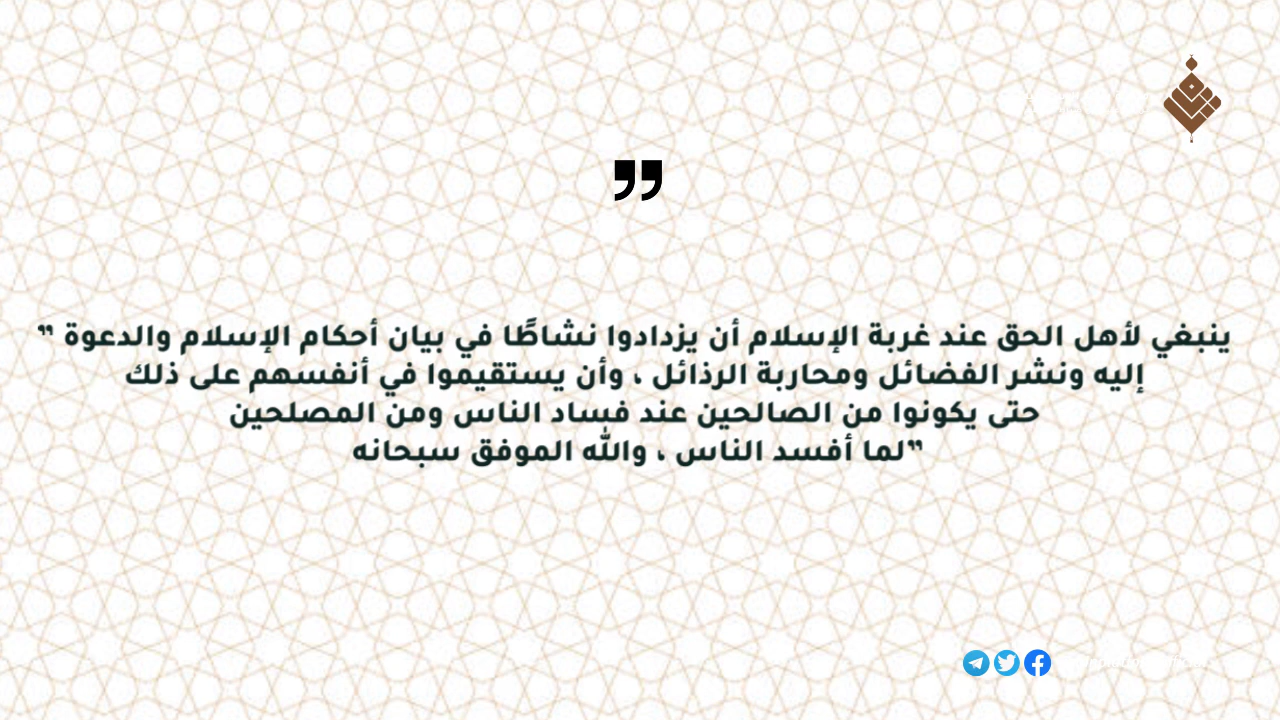 ینبغي لأهل الحق عند غربة الإسلام أن يزدادوا نشاطًا في بيان أحكام الإسلام والدعوة ”
إليه ونشر الفضائل ومحاربة الرذائل ، وأن يستقيموا في أنفسهم على ذلك
حتى يكونوا من الصالحين عند فساد الناس ومن المصلحين
”لما أفسد الناس ، والله الموفق سبحانه